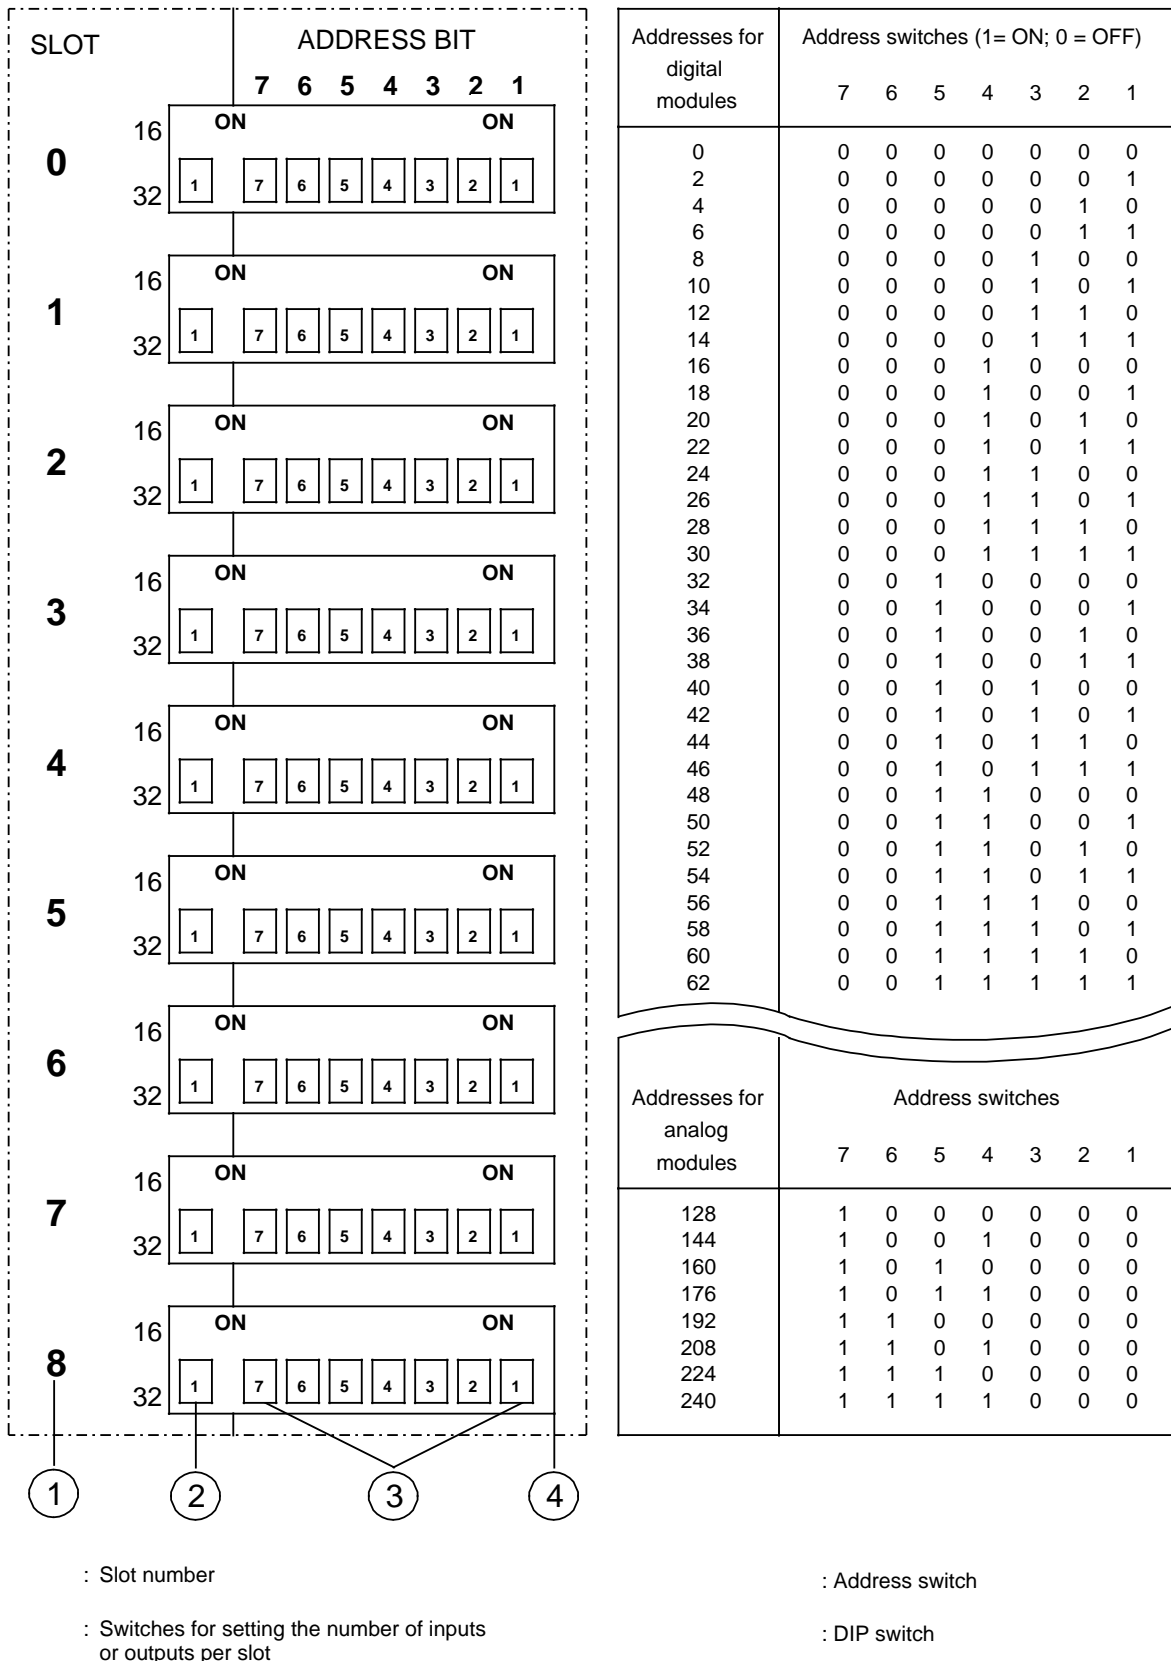 SLOT
ADDRESS BIT
7 6 5 4 3 2 1
0
16
32
ON ON
1 7 6 5 4 3 2 1
1
16
32
ON ON
1 7 6 5 4 3 2 1
2
16
32
ON ON
1 7 6 5 4 3 2 1
3
16
32
ON ON
1 7 6 5 4 3 2 1
4
16
32
ON ON
1 7 6 5 4 3 2 1
5
16
32
ON ON
1 7 6 5 4 3 2 1
6
16
32
ON ON
1 7 6 5 4 3 2 1
7
16
32
ON ON
1 7 6 5 4 3 2 1
8
16
32
ON ON
1 7 6 5 4 3 2 1
1 2 3 4
Addresses for
digital
modules
Address switches (1= ON; 0 = OFF)
7 6 5 4 3 2 1
0 0 0 0 0 0 0 0
2 0 0 0 0 0 0 1
4 0 0 0 0 0 1 0
6 0 0 0 0 0 1 1
8 0 0 0 0 1 0 0
10 0 0 0 0 1 0 1
12 0 0 0 0 1 1 0
14 0 0 0 0 1 1 1
16 0 0 0 1 0 0 0
18 0 0 0 1 0 0 1
20 0 0 0 1 0 1 0
22 0 0 0 1 0 1 1
24 0 0 0 1 1 0 0
26 0 0 0 1 1 0 1
28 0 0 0 1 1 1 0
30 0 0 0 1 1 1 1
32 0 0 1 0 0 0 0
34 0 0 1 0 0 0 1
36 0 0 1 0 0 1 0
38 0 0 1 0 0 1 1
40 0 0 1 0 1 0 0
42 0 0 1 0 1 0 1
44 0 0 1 0 1 1 0
46 0 0 1 0 1 1 1
48 0 0 1 1 0 0 0
50 0 0 1 1 0 0 1
52 0 0 1 1 0 1 0
54 0 0 1 1 0 1 1
56 0 0 1 1 1 0 0
58 0 0 1 1 1 0 1
60 0 0 1 1 1 1 0
62 0 0 1 1 1 1 1
Addresses for
analog
modules
Address switches
7 6 5 4 3 2 1
128 1 0 0 0 0 0 0
144 1 0 0 1 0 0 0
160 1 0 1 0 0 0 0
176 1 0 1 1 0 0 0
192 1 1 0 0 0 0 0
208 1 1 0 1 0 0 0
224 1 1 1 0 0 0 0
240 1 1 1 1 0 0 0
: Slot number
: Switches for setting the number of inputs
or outputs per slot
: Address switch
: DIP switch